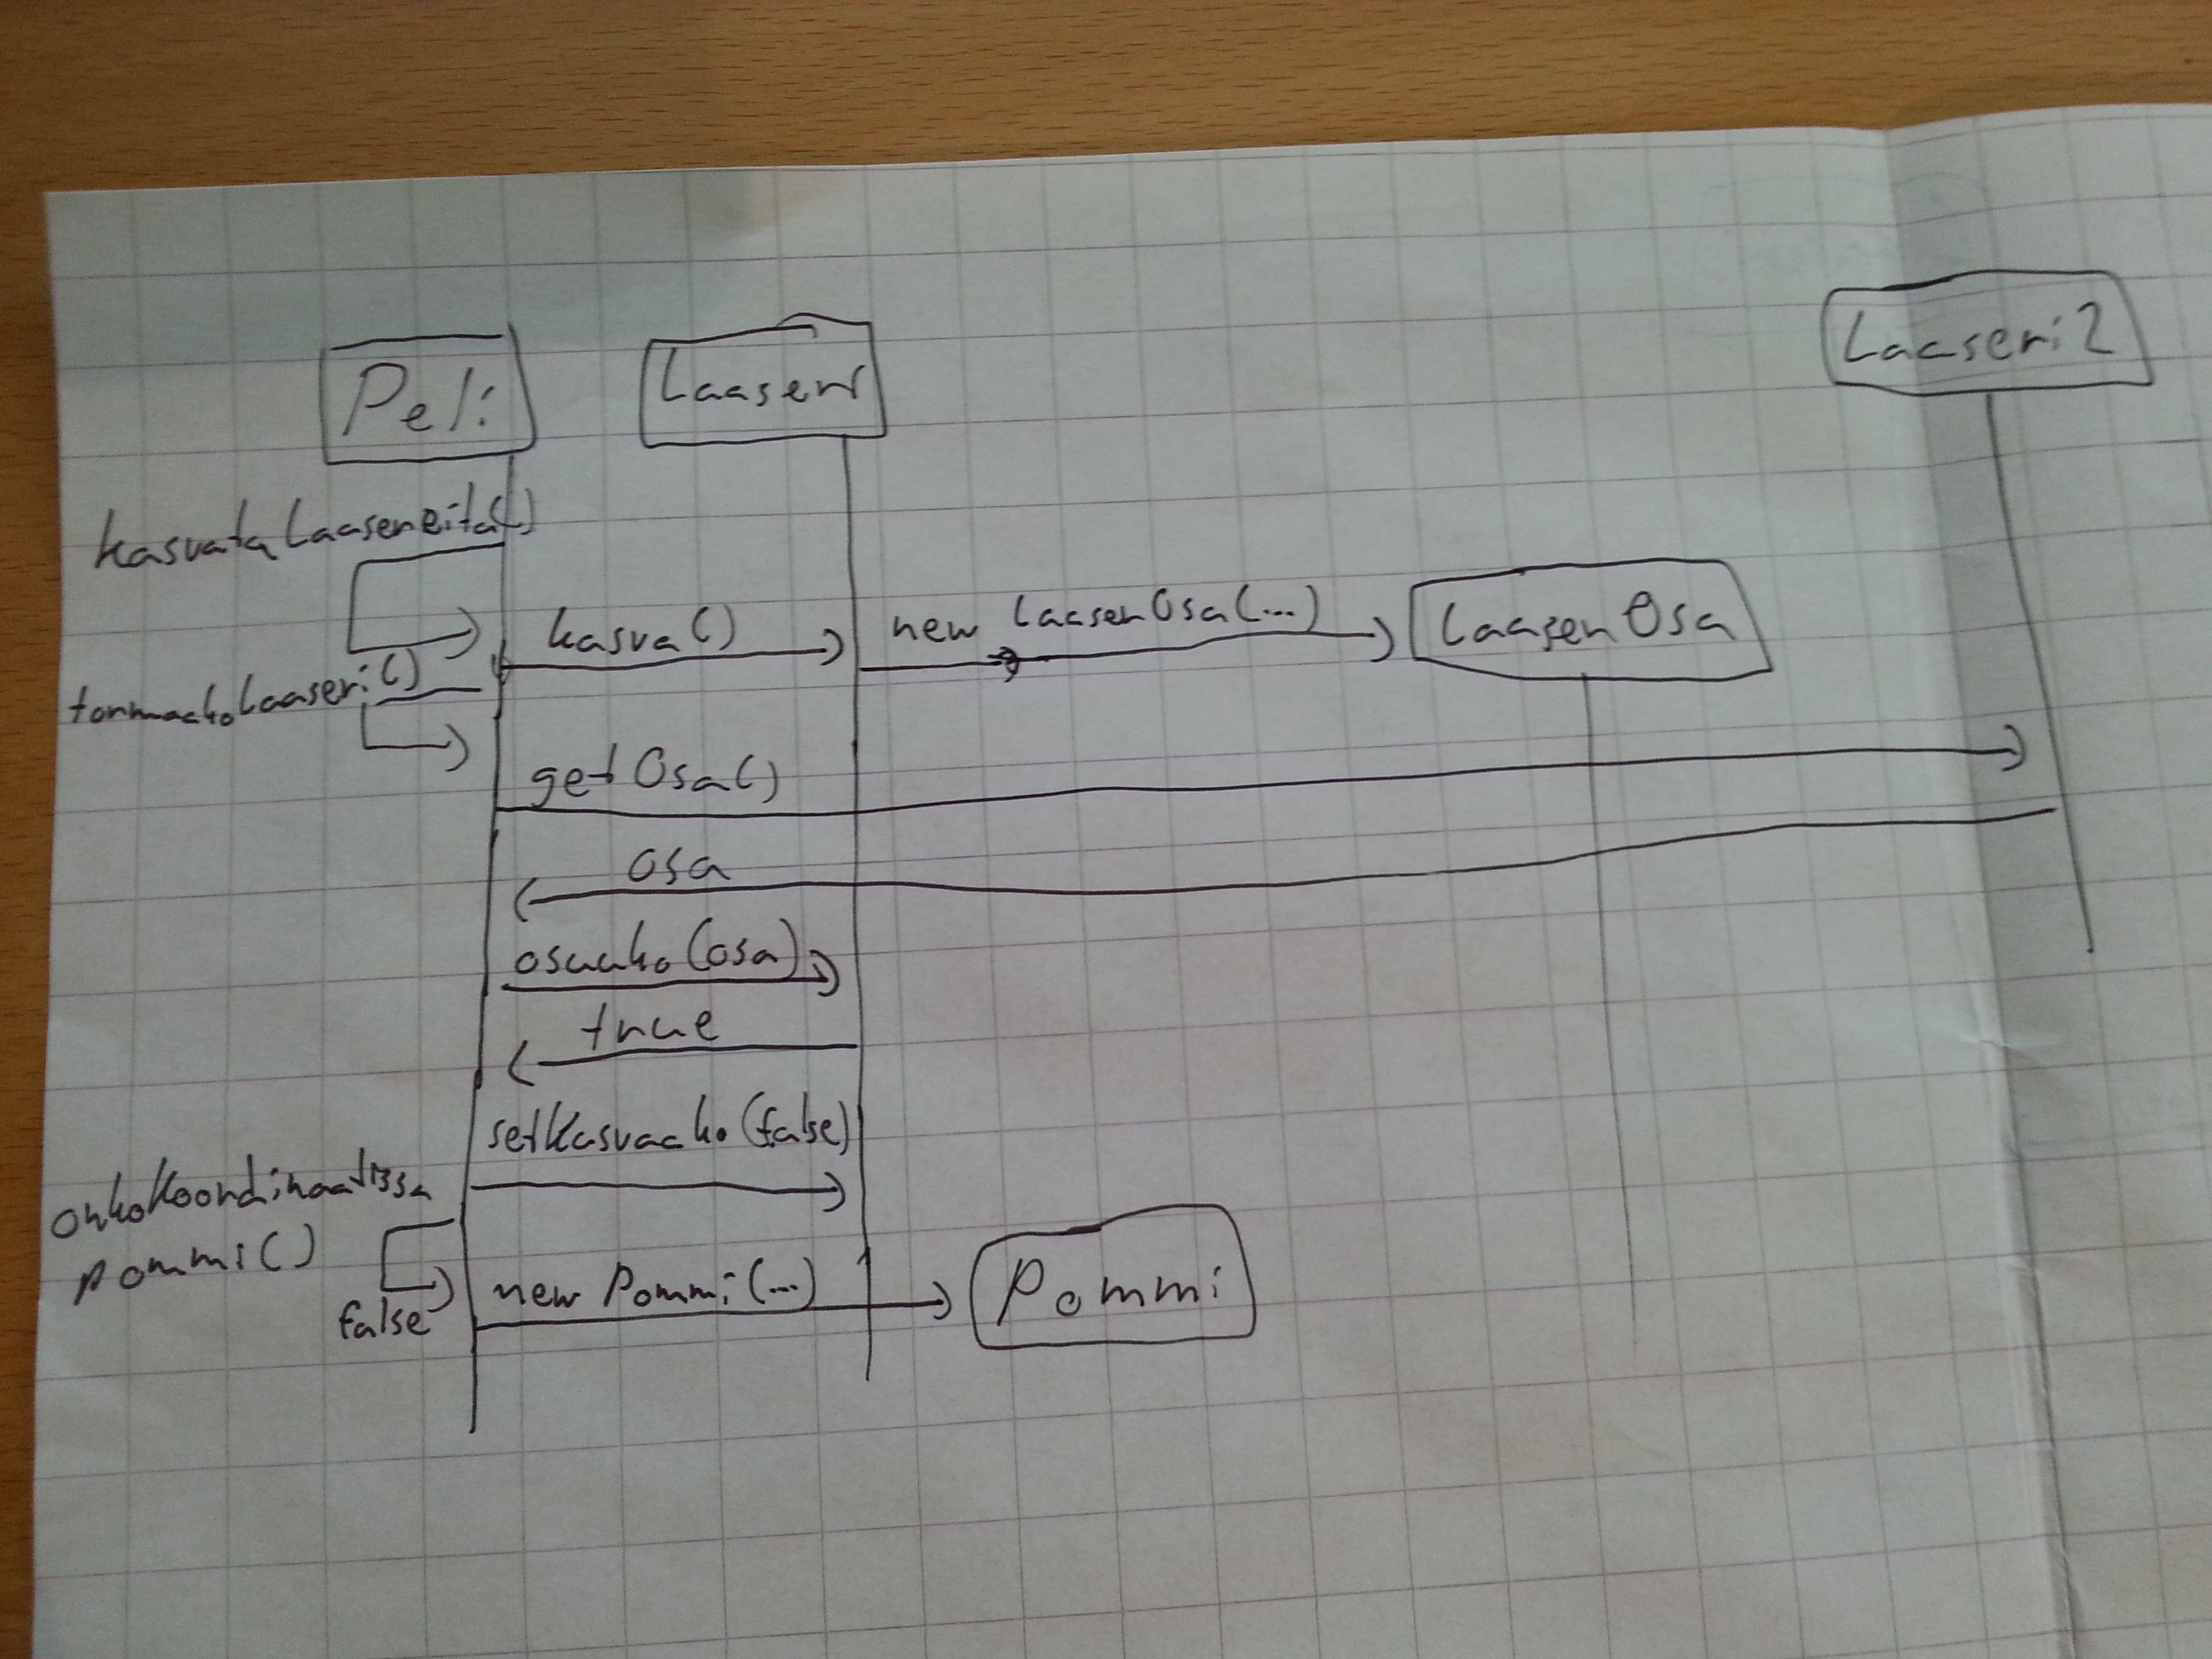 Peli
Laaseri
Laaseri2
kasvataLaasereita()
kasva()
new LaaserOsa(...)
LaaserOsa
tormaakoLaaseri()
getOsa()
osa
osuuko(osa)
true
setKasvaako(false)
onkoKoordinaatissa
pommi()
false
new Pommi(...)
Pommi